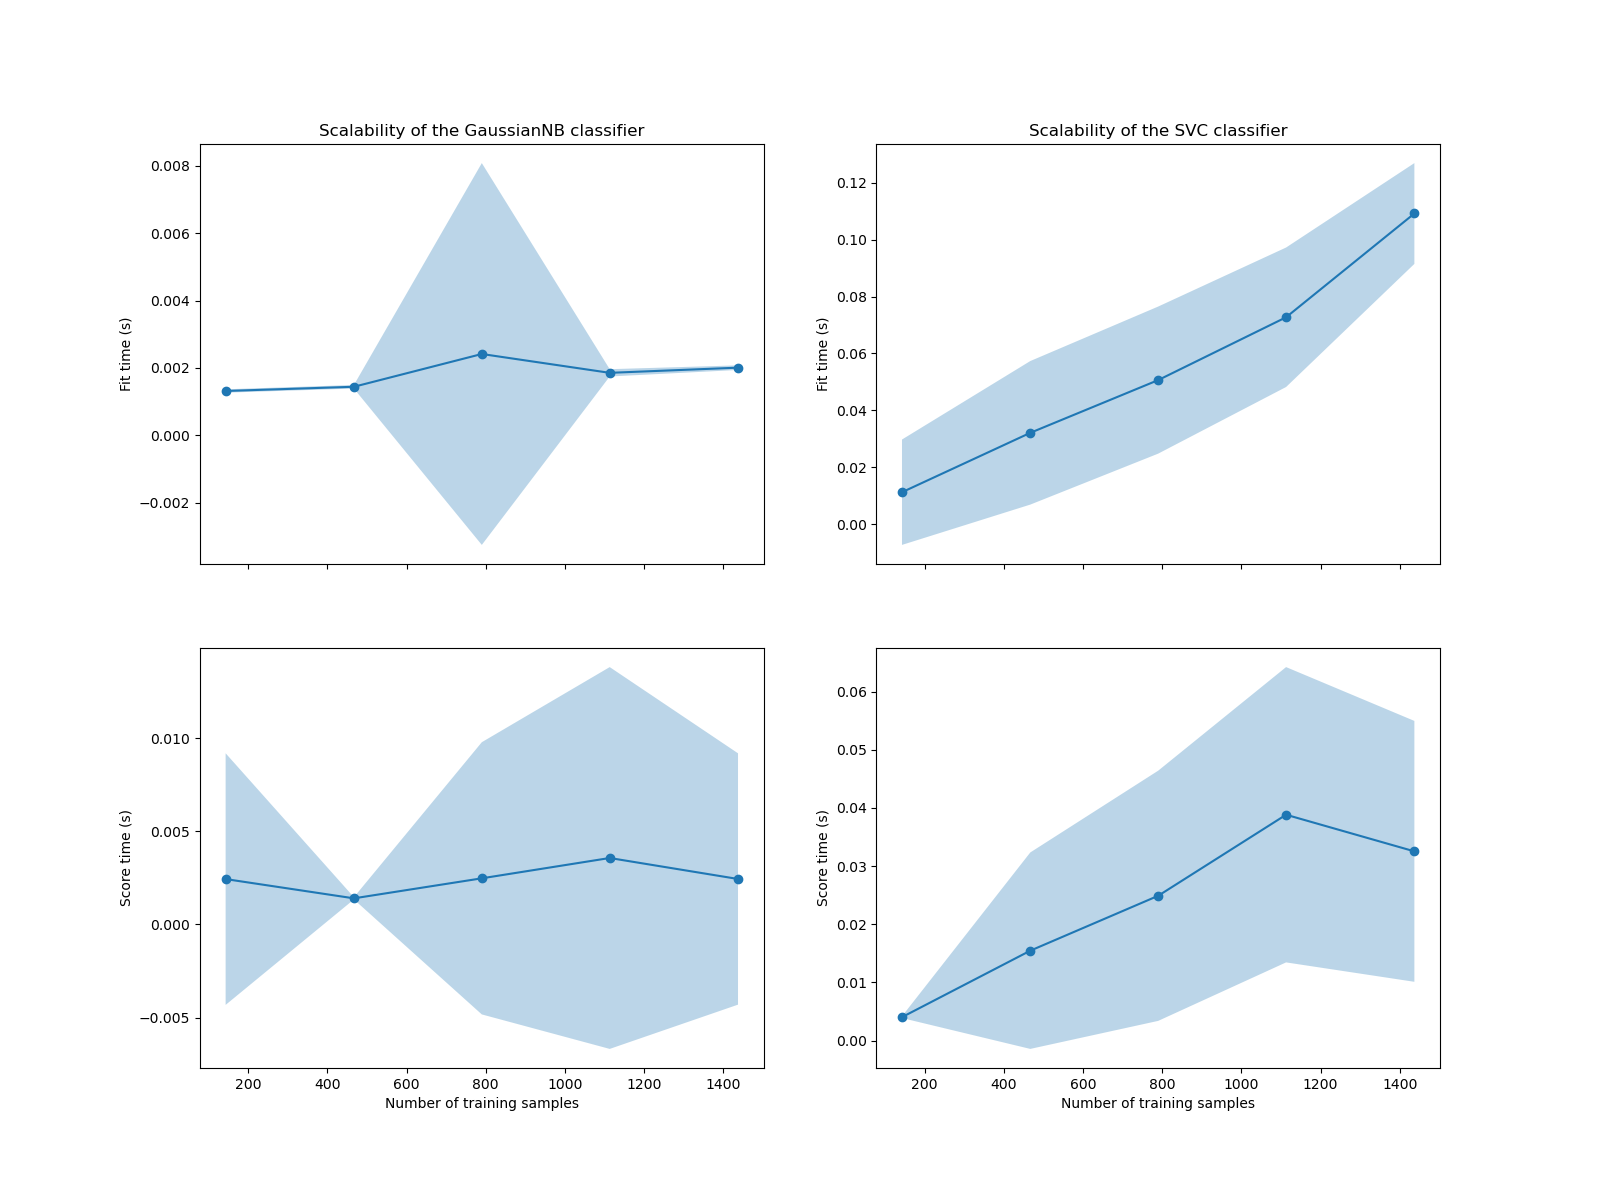 Scalability of the GaussianNB classifier
0.008
0.006
0.004
0.002
0.000
−0.002
Fit time (s)
Scalability of the SVC classifier
0.12
0.10
0.08
0.06
0.04
0.02
0.00
Fit time (s)
0.010
0.005
0.000
−0.005
Score time (s)
200 400 600 800 1000 1200 1400
Number of training samples
0.06
0.05
0.04
0.03
0.02
0.01
0.00
Score time (s)
200 400 600 800 1000 1200 1400
Number of training samples